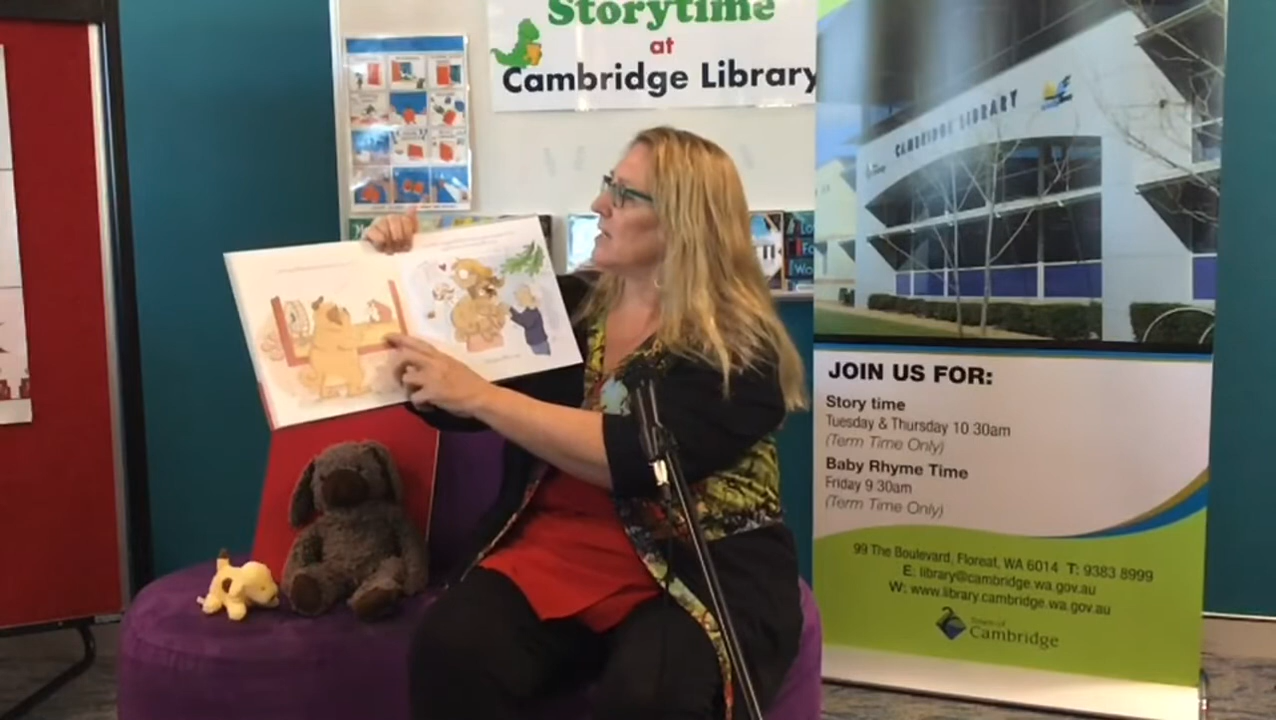 Storytime
at
Cambridge Library
CAMBRIDGE LIBRARY
JOIN US FOR:
Story time
Tuesday & Thursday 10 30am
(Term Time Only)
Baby Rhyme Time
Friday 9 30am
(Term Time Only)
99 The Boulevard, Floreat, WA 6014 T: 9383 8999
E: library@cambridge.wa.gov.au
W: www.library.cambridge.wa.gov.au
Town of
Cambridge